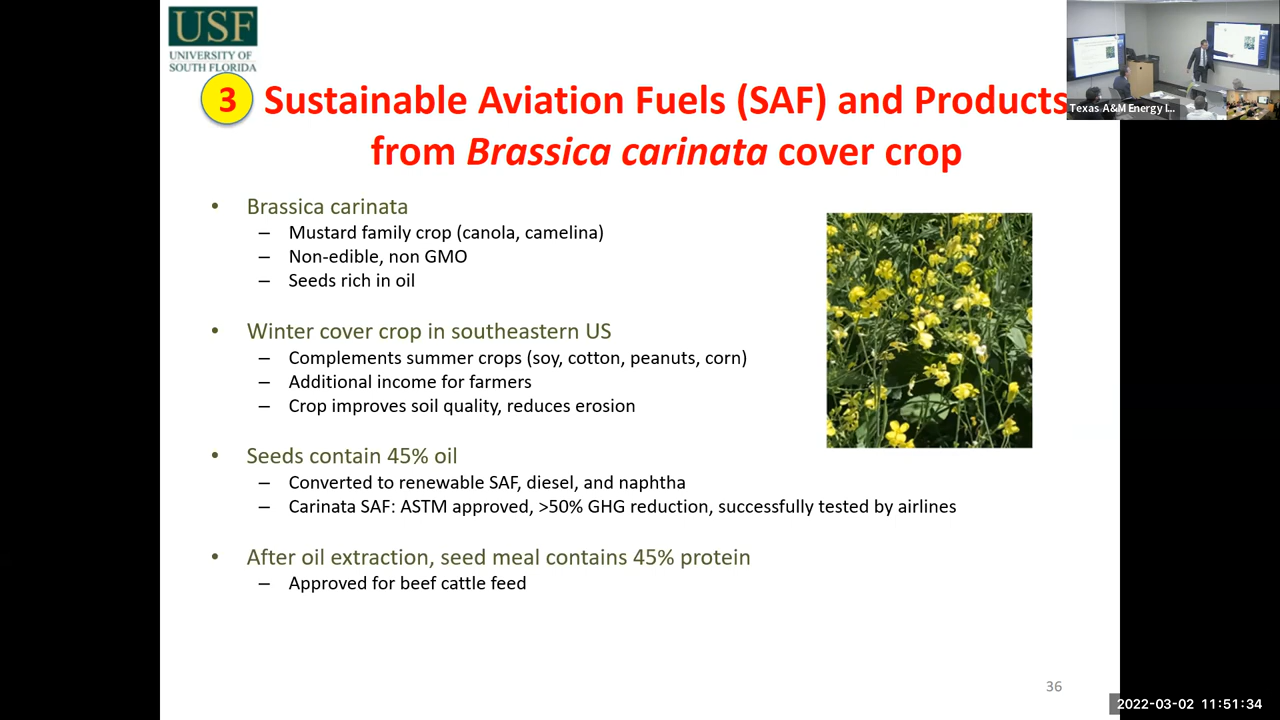 USF
UNIVERSITY OF
SOUTH FLORIDA
3 Sustainable Aviation Fuels (SAF) and Products
from Brassica carinata cover crop
Texas A&M Energy I...
• Brassica carinata
– Mustard family crop (canola, camelina)
– Non-edible, non GMO
– Seeds rich in oil
• Winter cover crop in southeastern US
– Complements summer crops (soy, cotton, peanuts, corn)
– Additional income for farmers
– Crop improves soil quality, reduces erosion
• Seeds contain 45% oil
– Converted to renewable SAF, diesel, and naphtha
– Carinata SAF: ASTM approved, >50% GHG reduction, successfully tested by airlines
• After oil extraction, seed meal contains 45% protein
– Approved for beef cattle feed
36
2022-03-02 11:51:34